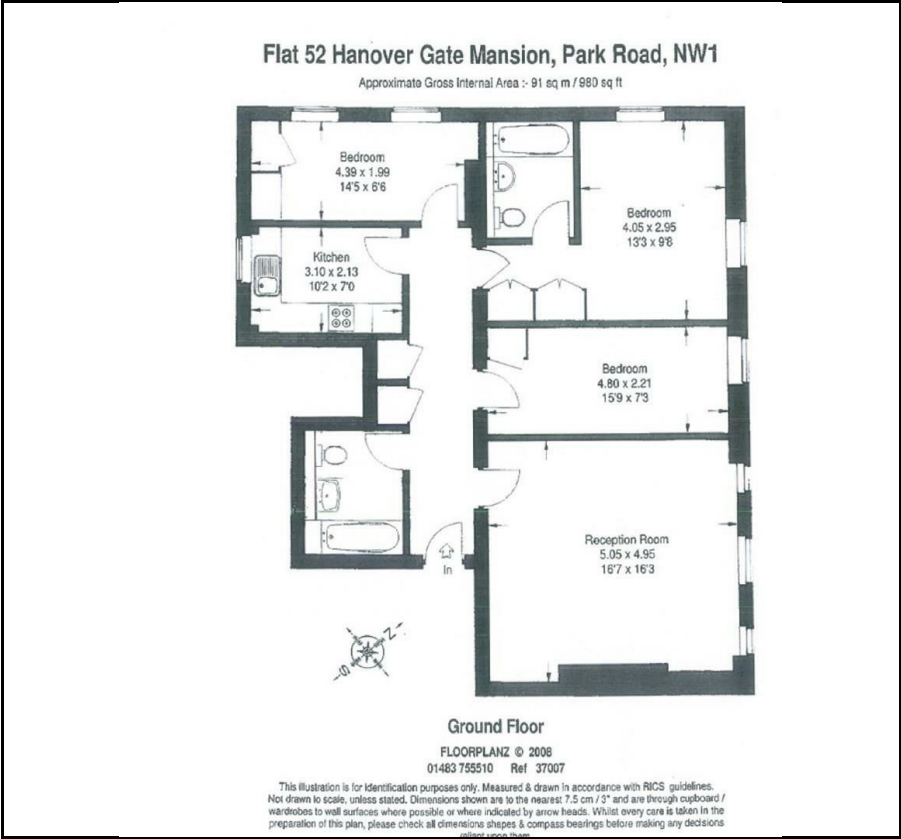 Flat 52 Hanover Gate Mansion, Park Road, NW1
Approximate Gross Internal Area :- 91 sq m / 980 sq ft
Bedroom
4.39 x 1.99
14'5 x 6'6
Bedroom
4.05 x 2.95
13'3 x 9'8
Kitchen
3.10 x 2.13
10'2 x 7'0
Bedroom
4.80 x 2.21
15'9 x 7'3
Reception Room
5.05 x 4.95
16'7 x 16'3
In
N
S
Ground Floor
FLOORPLANZ © 2008
01483 755510 Ref 37007
This illustration is for identification purposes only. Measured & drawn in accordance with RICS guidelines.
Not drawn to scale, unless stated. Dimensions shown are to the nearest 7.5 cm / 3" and are through cupboard /
wardrobes to wall surfaces where possible or where indicated by arrow heads. Whilst every care is taken in the
preparation of this plan, please check all dimensions shapes & compass bearings before making any decisions
reliant upon them